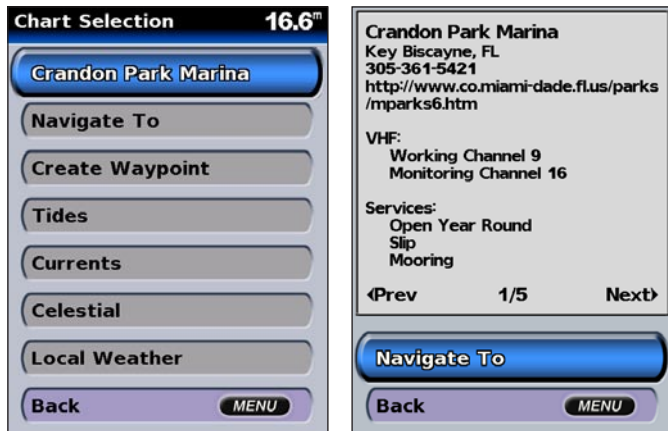 Chart Selection 16.6m
Crandon Park Marina
Navigate To
Create Waypoint
Tides
Currents
Celestial
Local Weather
Back MENU
Crandon Park Marina
Key Biscayne, FL
305-361-5421
http://www.co.miami-dade.fl.us/parks
/mparks6.htm
VHF:
Working Channel 9
Monitoring Channel 16
Services:
Open Year Round
Slip
Mooring
Prev 1/5 Next
Navigate To
Back MENU